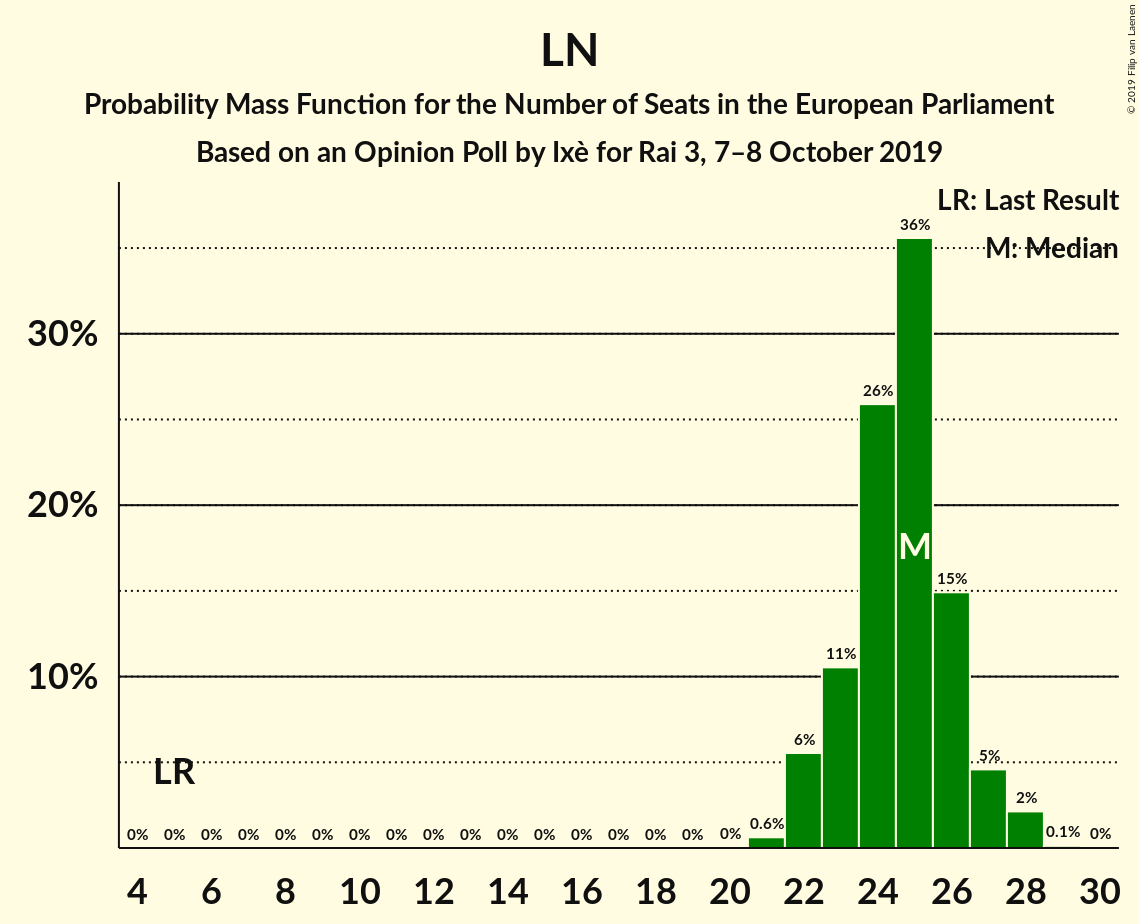 LN
Probability Mass Function for the Number of Seats in the European Parliament
Based on an Opinion Poll by Ixè for Rai 3, 7–8 October 2019
© 2019 Filip van Laenen
LR: Last Result
M: Median
36%
30%
26%
20%
M
15%
11%
10%
6%
5%
LR
2%
0% 0% 0% 0% 0% 0% 0% 0% 0% 0% 0% 0% 0% 0% 0% 0% 0% 0.6% 0.1% 0%
4 6 8 10 12 14 16 18 20 22 24 26 28 30